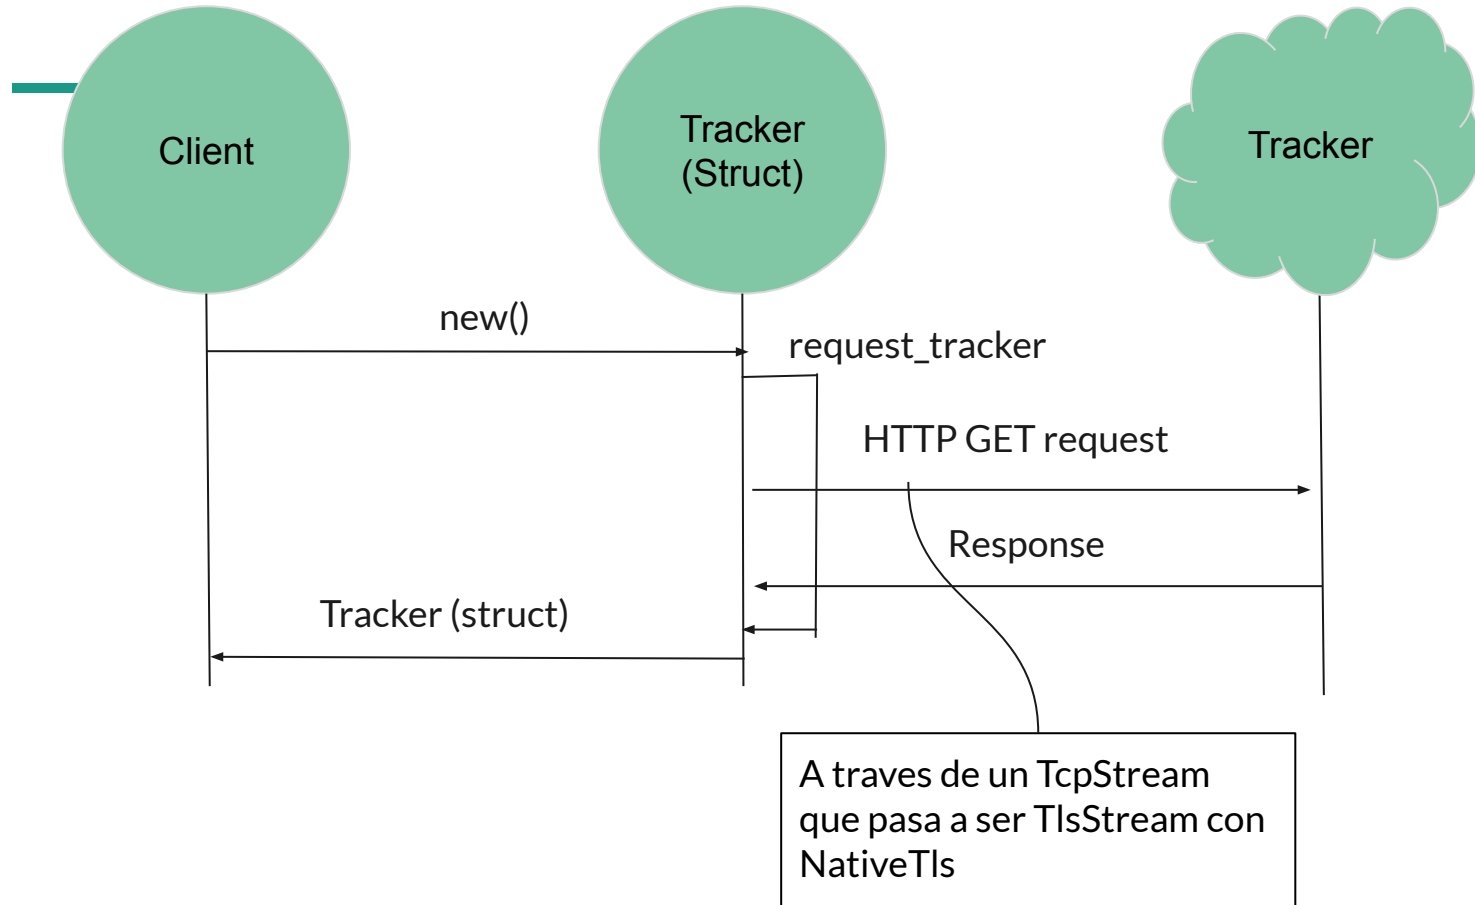 Client
Tracker
(Struct)
Tracker
new()
request_tracker
HTTP GET request
Response
Tracker (struct)
A traves de un TcpStream
que pasa a ser TlsStream con
NativeTls